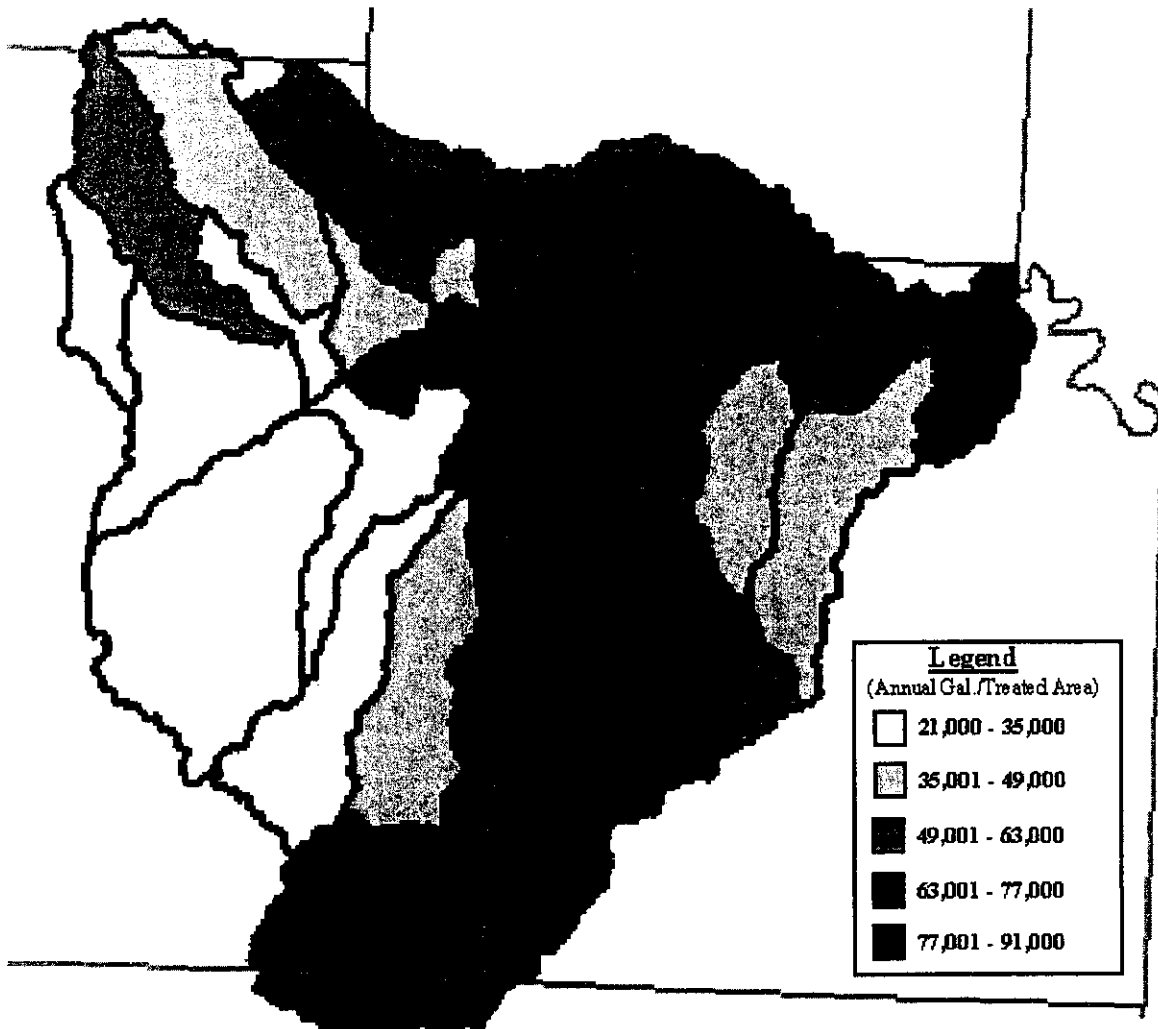 Legend
(Annual Gal./Treated Area)
21,000 - 35,000
35,001 - 49,000
49,001 - 63,000
63,001 - 77,000
77,001 - 91,000